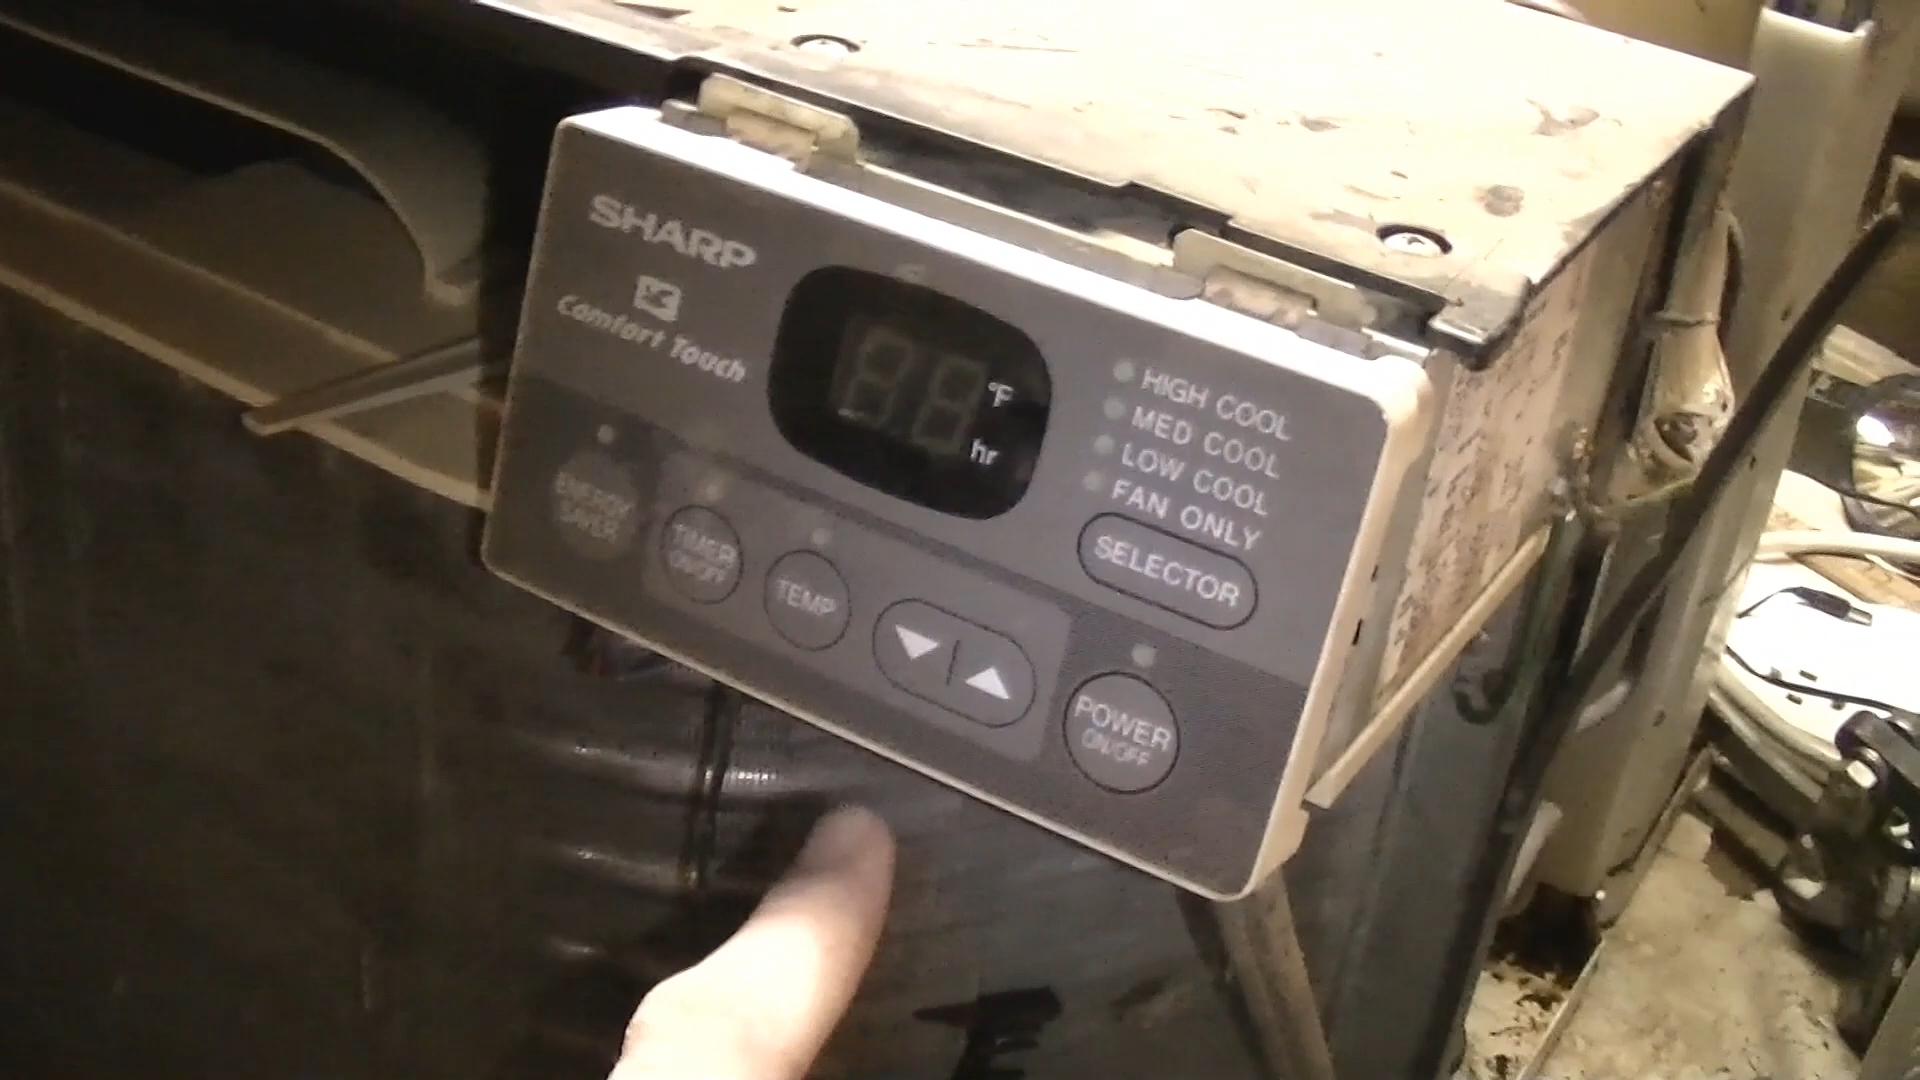 SHARP
Comfort Touch
°F
hr
HIGH COOL
MED COOL
LOW COOL
FAN ONLY
SELECTOR
ENERGY
SAVER
TIMER
ON/OFF
TEMP
POWER
ON/OFF